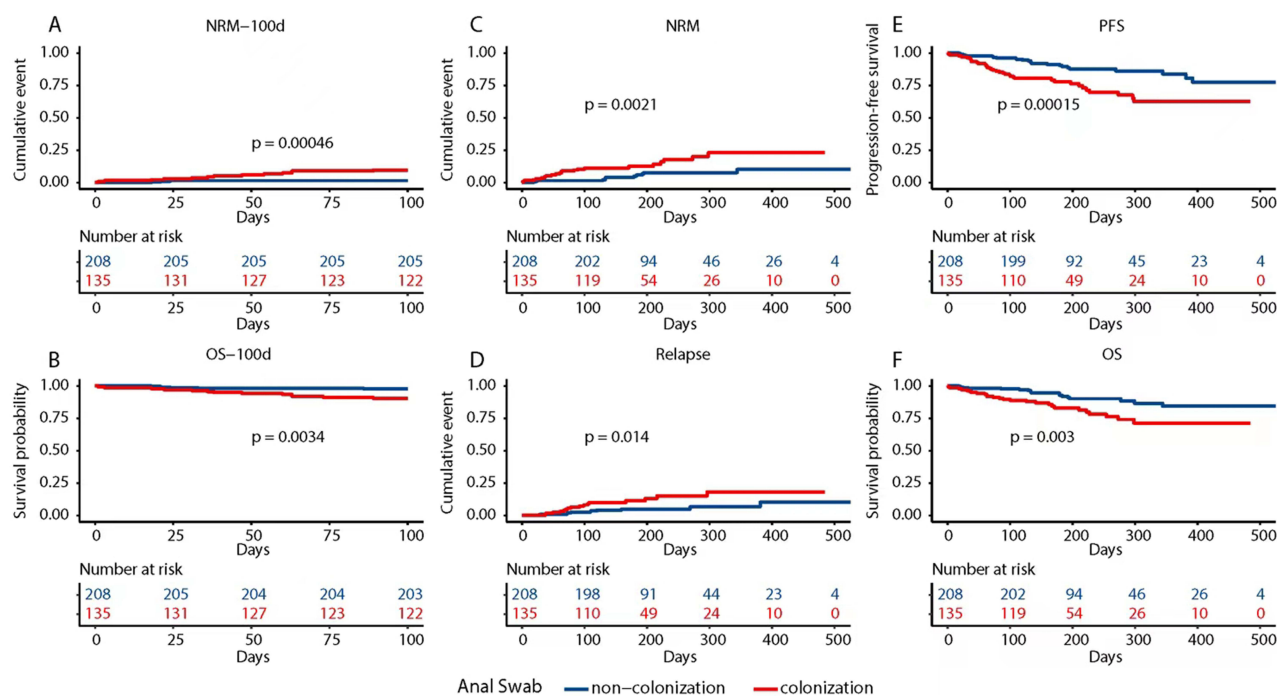 A
NRM−100d
Cumulative event
1.00
0.75
0.50
0.25
0.00
p = 0.00046
0 25 50 75 100
Days
Number at risk
208 205 205 205 205
135 131 127 123 122
0 25 50 75 100
Days
B
OS−100d
Survival probability
1.00
0.75
0.50
0.25
0.00
p = 0.0034
0 25 50 75 100
Days
Number at risk
208 205 204 204 203
135 131 127 123 122
0 25 50 75 100
Days
C
NRM
Cumulative event
1.00
0.75
0.50
0.25
0.00
p = 0.0021
0 100 200 300 400 500
Days
Number at risk
208 202 94 46 26 4
135 119 54 26 10 0
0 100 200 300 400 500
Days
D
Relapse
Cumulative event
1.00
0.75
0.50
0.25
0.00
p = 0.014
0 100 200 300 400 500
Days
Number at risk
208 198 91 44 23 4
135 110 49 24 10 0
0 100 200 300 400 500
Days
E
PFS
Progression-free survival
1.00
0.75
0.50
0.25
0.00
p = 0.00015
0 100 200 300 400 500
Days
Number at risk
208 199 92 45 23 4
135 110 49 24 10 0
0 100 200 300 400 500
Days
F
OS
Survival probability
1.00
0.75
0.50
0.25
0.00
p = 0.003
0 100 200 300 400 500
Days
Number at risk
208 202 94 46 26 4
135 119 54 26 10 0
0 100 200 300 400 500
Days
Anal Swab non−colonization colonization